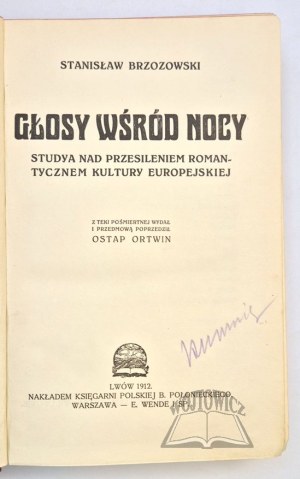 STANISŁAW BRZOZOWSKI
GŁOSY WŚRÓD NOCY
STUDYA NAD PRZESILENIEM ROMAN-
TYCZNEM KULTURY EUROPEJSKIEJ
Z TEKI POŚMIERTNEJ WYDAŁ
I PRZEDMOWĄ POPRZEDZIŁ
OSTAP ORTWIN
LWÓW 1912.
NAKŁADEM KSIĘGARNI POLSKIEJ B. POŁONIECKIEGO
WARSZAWA — E. WENDE I SP.
WÓJTOWICZ